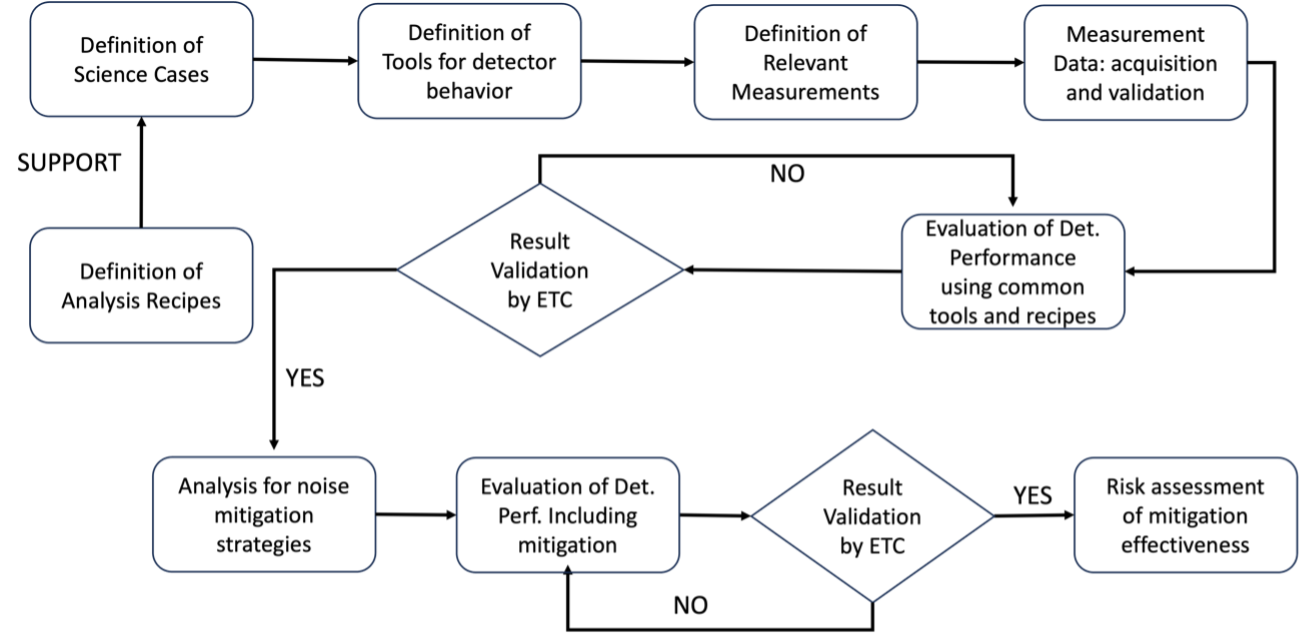 Definition of
Science Cases
Definition of
Tools for detector
behavior
Definition of
Relevant
Measurements
Measurement
Data: acquisition
and validation
SUPPORT
NO
Definition of
Analysis Recipes
Result
Validation
by ETC
Evaluation of Det.
Performance
using common
tools and recipes
YES
Analysis for noise
mitigation
strategies
Evaluation of Det.
Perf. Including
mitigation
Result
Validation
by ETC
YES
Risk assessment
of mitigation
effectiveness
NO